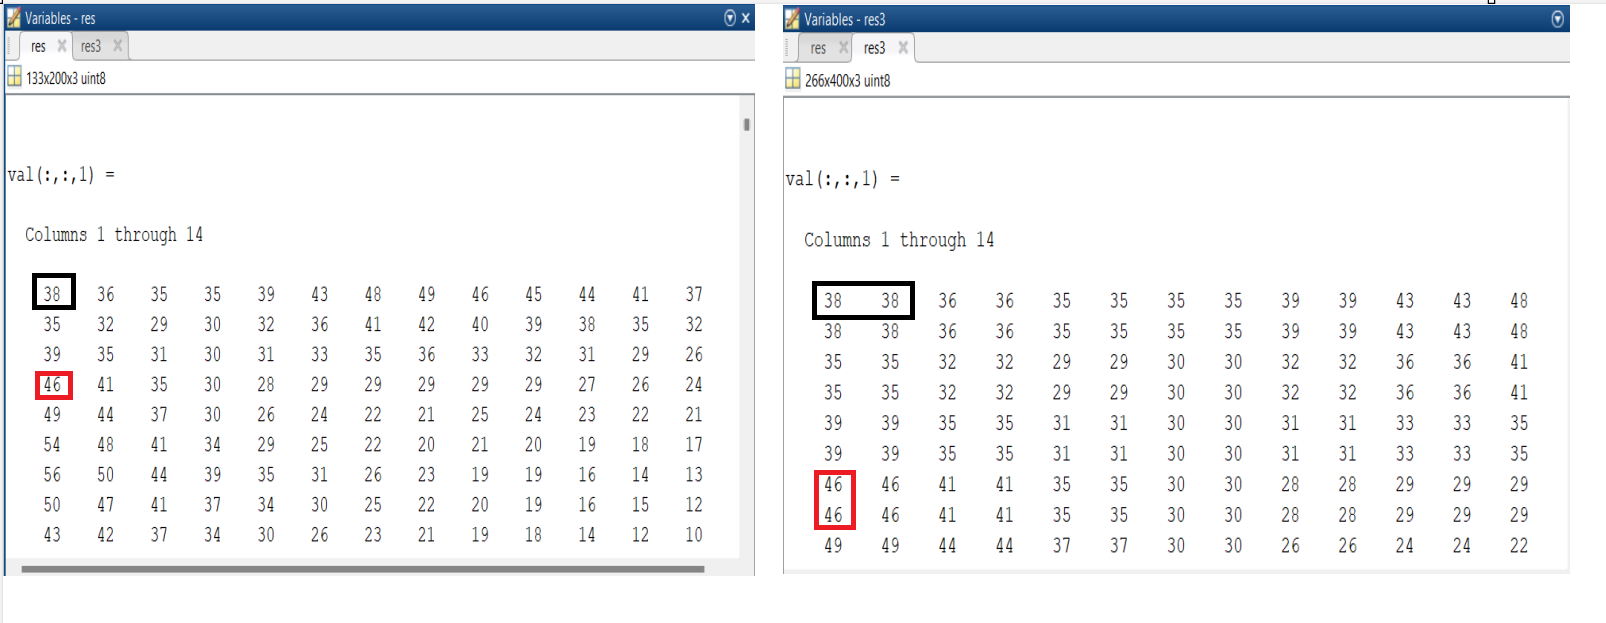 Variables - res
res res3
133x200x3 uint8
val(:,:,1) =
Columns 1 through 14
38 36 35 35 39 43 48 49 46 45 44 41 37
35 32 29 30 32 36 41 42 40 39 38 35 32
39 35 31 30 31 33 35 36 33 32 31 29 26
46 41 35 30 28 29 29 29 29 29 27 26 24
49 44 37 30 26 24 22 21 25 24 23 22 21
54 48 41 34 29 25 22 20 21 20 19 18 17
56 50 44 39 35 31 26 23 19 19 16 14 13
50 47 41 37 34 30 25 22 20 19 16 15 12
43 42 37 34 30 26 23 21 19 18 14 12 10
Variables - res3
res res3
266x400x3 uint8
val(:,:,1) =
Columns 1 through 14
38 38 36 36 35 35 35 35 39 39 43 43 48
38 38 36 36 35 35 35 35 39 39 43 43 48
35 35 32 32 29 29 30 30 32 32 36 36 41
35 35 32 32 29 29 30 30 32 32 36 36 41
39 39 35 35 31 31 30 30 31 31 33 33 35
39 39 35 35 31 31 30 30 31 31 33 33 35
46 46 41 41 35 35 30 30 28 28 29 29 29
46 46 41 41 35 35 30 30 28 28 29 29 29
49 49 44 44 37 37 30 30 26 26 24 24 22